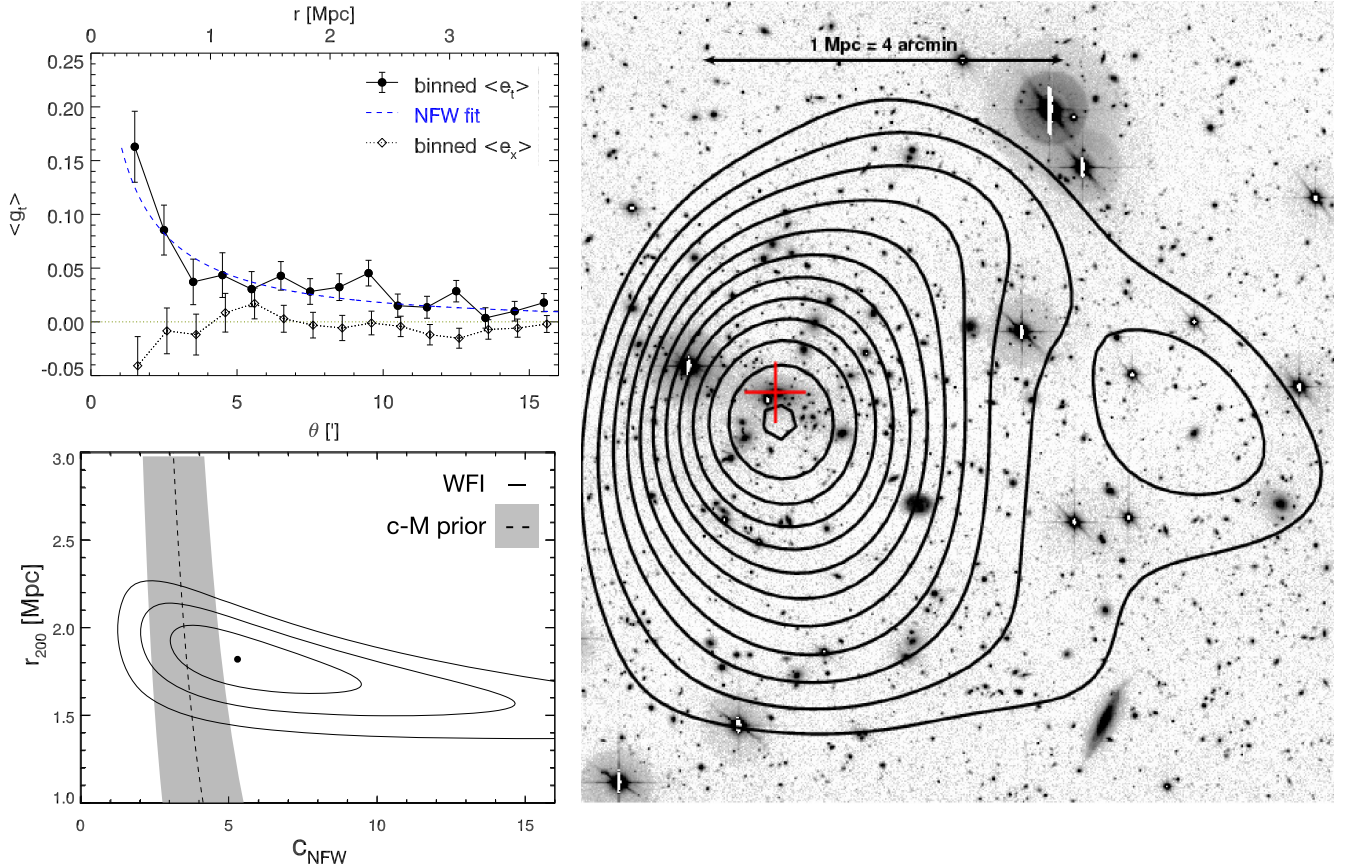 r [Mpc]
0 1 2 3
0.25
0.20
0.15
0.10
0.05
0.00
-0.05
<g_t>
binned <e_t>
NFW fit
binned <e_x>
0 5 10 15
θ [']
3.0
2.5
2.0
1.5
1.0
r_200 [Mpc]
WFI
c-M prior
0 5 10 15
C_NFW
1 Mpc = 4 arcmin